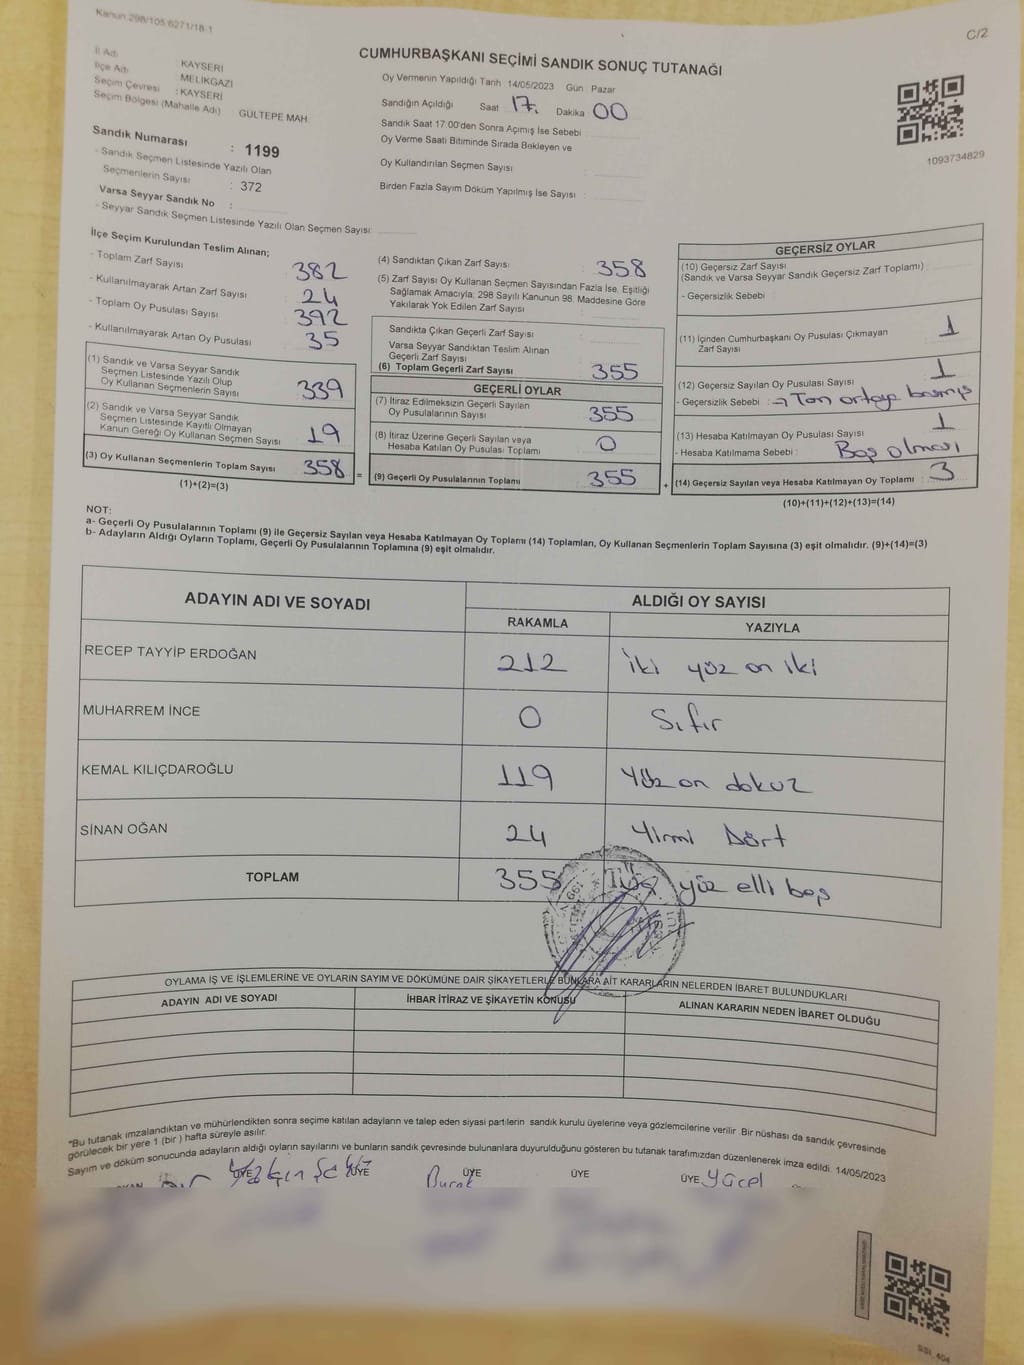 Kanun 298/105 6271/18-1
C/2
CUMHURBAŞKANI SEÇİMİ SANDIK SONUÇ TUTANAĞI
İl Adı : KAYSERİ
İlçe Adı : MELİKGAZİ
Seçim Çevresi : KAYSERİ
Seçim Bölgesi (Mahalle Adı) GÜLTEPE MAH.
Sandık Numarası : 1199
- Sandık Seçmen Listesinde Yazılı Olan
Seçmenlerin Sayısı : 372
Varsa Seyyar Sandık No :
- Seyyar Sandık Seçmen Listesinde Yazılı Olan Seçmen Sayısı:
Oy Vermenin Yapıldığı Tarih 14/05/2023 Gün Pazar
Sandığın Açıldığı Saat 17. Dakika 00
Sandık Saat 17:00'den Sonra Açmış İse Sebebi
Oy Verme Saati Bitiminde Sırada Bekleyen ve
Oy Kullandırılan Seçmen Sayısı :
Birden Fazla Sayım Döküm Yapılmış İse Sayısı :
1093734829
İlçe Seçim Kurulundan Teslim Alınan;
- Toplam Zarf Sayısı 382
- Kullanılmayarak Artan Zarf Sayısı 24
- Toplam Oy Pusulası Sayısı 392
- Kullanılmayarak Artan Oy Pusulası 35
(1) Sandık ve Varsa Seyyar Sandık
Seçmen Listesinde Yazılı Olup
Oy Kullanan Seçmenlerin Sayısı 339
(2) Sandık ve Varsa Seyyar Sandık
Seçmen Listesinde Kayıtlı Olmayan
Kanun Gereği Oy Kullanan Seçmen Sayısı 19
(3) Oy Kullanan Seçmenlerin Toplam Sayısı 358 =
(1)+(2)=(3)
(4) Sandıktan Çıkan Zarf Sayısı : 358
(5) Zarf Sayısı Oy Kullanan Seçmen Sayısından Fazla İse, Eşitliği
Sağlamak Amacıyla, 298 Sayılı Kanunun 98. Maddesine Göre
Yakılarak Yok Edilen Zarf Sayısı :
Sandıkta Çıkan Geçerli Zarf Sayısı :
Varsa Seyyar Sandıktan Teslim Alınan
Geçerli Zarf Sayısı
(6) Toplam Geçerli Zarf Sayısı 355
GEÇERLİ OYLAR
(7) İtiraz Edilmeksizin Geçerli Sayılan
Oy Pusulalarının Sayısı 355
(8) İtiraz Üzerine Geçerli Sayılan veya
Hesaba Katılan Oy Pusulası Toplamı 0
(9) Geçerli Oy Pusulalarının Toplamı 355 +
GEÇERSİZ OYLAR
(10) Geçersiz Zarf Sayısı
(Sandık ve Varsa Seyyar Sandık Geçersiz Zarf Toplamı) :
- Geçersizlik Sebebi :
(11) İçinden Cumhurbaşkanı Oy Pusulası Çıkmayan
Zarf Sayısı 1
(12) Geçersiz Sayılan Oy Pusulası Sayısı 1
- Geçersizlik Sebebi : → Tam ortaya basmış
(13) Hesaba Katılmayan Oy Pusulası Sayısı 1
- Hesaba Katılmama Sebebi Boş olması
(14) Geçersiz Sayılan veya Hesaba Katılmayan Oy Toplamı 3
(10)+(11)+(12)+(13)=(14)
NOT:
a- Geçerli Oy Pusulalarının Toplamı (9) ile Geçersiz Sayılan veya Hesaba Katılmayan Oy Toplamı (14) Toplamları, Oy Kullanan Seçmenlerin Toplam Sayısına (3) eşit olmalıdır. (9)+(14)=(3)
b- Adayların Aldığı Oyların Toplamı, Geçerli Oy Pusulalarının Toplamına (9) eşit olmalıdır.
ADAYIN ADI VE SOYADI
ALDIĞI OY SAYISI
RAKAMLA YAZIYLA
RECEP TAYYİP ERDOĞAN 212 iki yüz on iki
MUHARREM İNCE 0 Sıfır
KEMAL KILIÇDAROĞLU 119 Yüz on dokuz
SİNAN OĞAN 24 Yirmi Dört
TOPLAM 355 Üç yüz elli beş
OYLAMA İŞ VE İŞLEMLERİNE VE OYLARIN SAYIM VE DÖKÜMÜNE DAİR ŞİKAYETLERLE BUNLARA AİT KARARLARIN NELERDEN İBARET BULUNDUKLARI
ADAYIN ADI VE SOYADI İHBAR İTİRAZ VE ŞİKAYETİN KONUSU ALINAN KARARIN NEDEN İBARET OLDUĞU
"Bu tutanak imzalandıktan ve mühürlendikten sonra seçime katılan adayların ve talep eden siyasi partilerin sandık kurulu üyelerine veya gözlemcilerine verilir. Bir nüshası da sandık çevresinde
görülecek bir yere 1 (bir) hafta süreyle asılır.
Sayım ve döküm sonucunda adayların aldığı oyların sayılarını ve bunların sandık çevresinde bulunanlara duyurulduğunu gösteren bu tutanak tarafımızdan düzenlenerek imza edildi. 14/05/2023
ÜYE ÜYE ÜYE ÜYE ÜYE Yücel
Burak